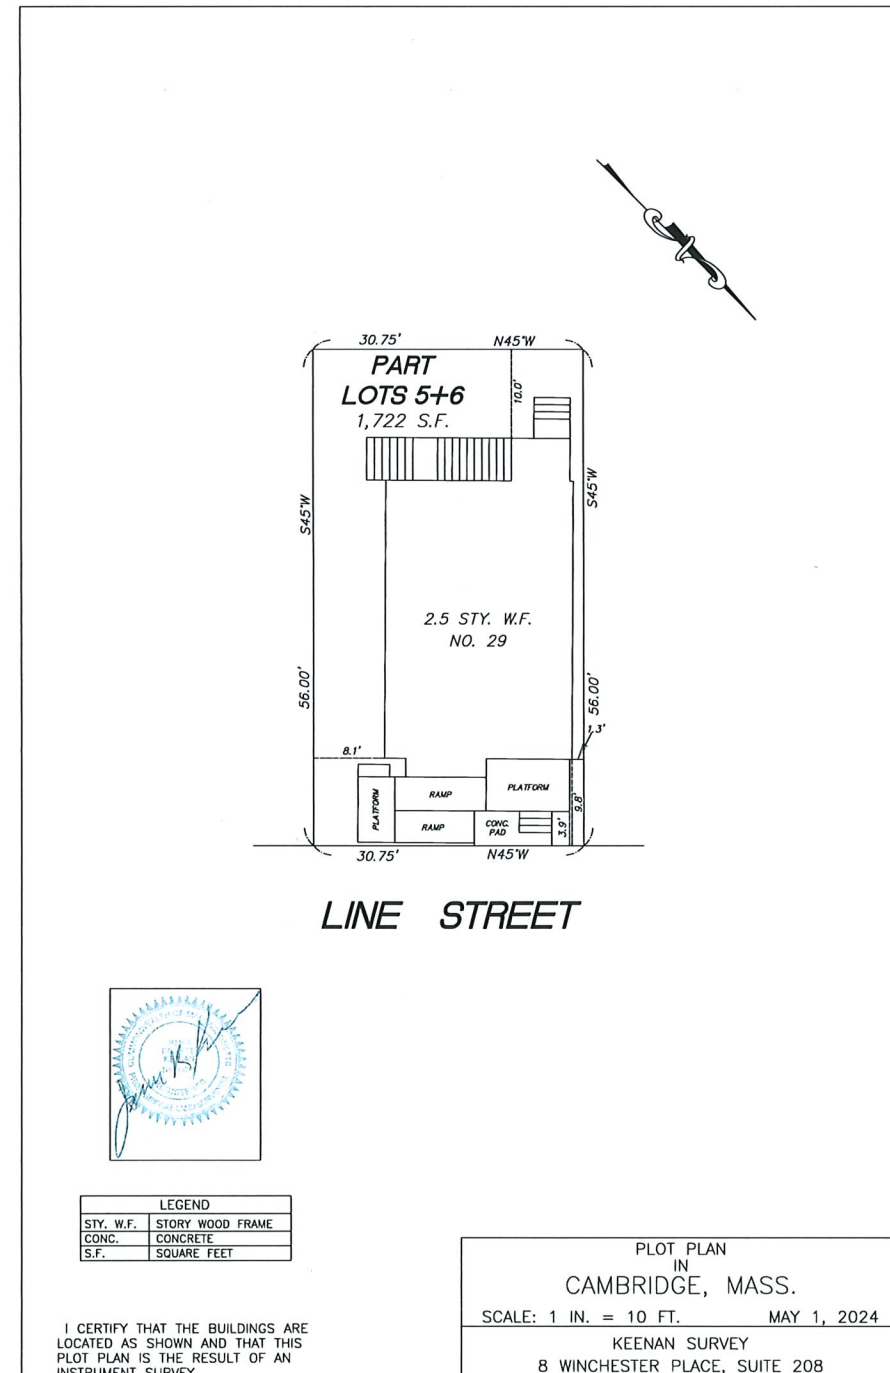 30.75' N45°W
PART
LOTS 5+6
1,722 S.F.
10.0'
S45°W
S45°W
2.5 STY. W.F.
NO. 29
56.00'
56.00'
1.3'
8.1'
PLATFORM
RAMP
PLATFORM
9.8'
RAMP
CONC.
PAD
3.9'
30.75' N45°W
LINE STREET
LEGEND
STY. W.F. STORY WOOD FRAME
CONC. CONCRETE
S.F. SQUARE FEET
I CERTIFY THAT THE BUILDINGS ARE
LOCATED AS SHOWN AND THAT THIS
PLOT PLAN IS THE RESULT OF AN
INSTRUMENT SURVEY
PLOT PLAN
IN
CAMBRIDGE, MASS.
SCALE: 1 IN. = 10 FT. MAY 1, 2024
KEENAN SURVEY
8 WINCHESTER PLACE, SUITE 208